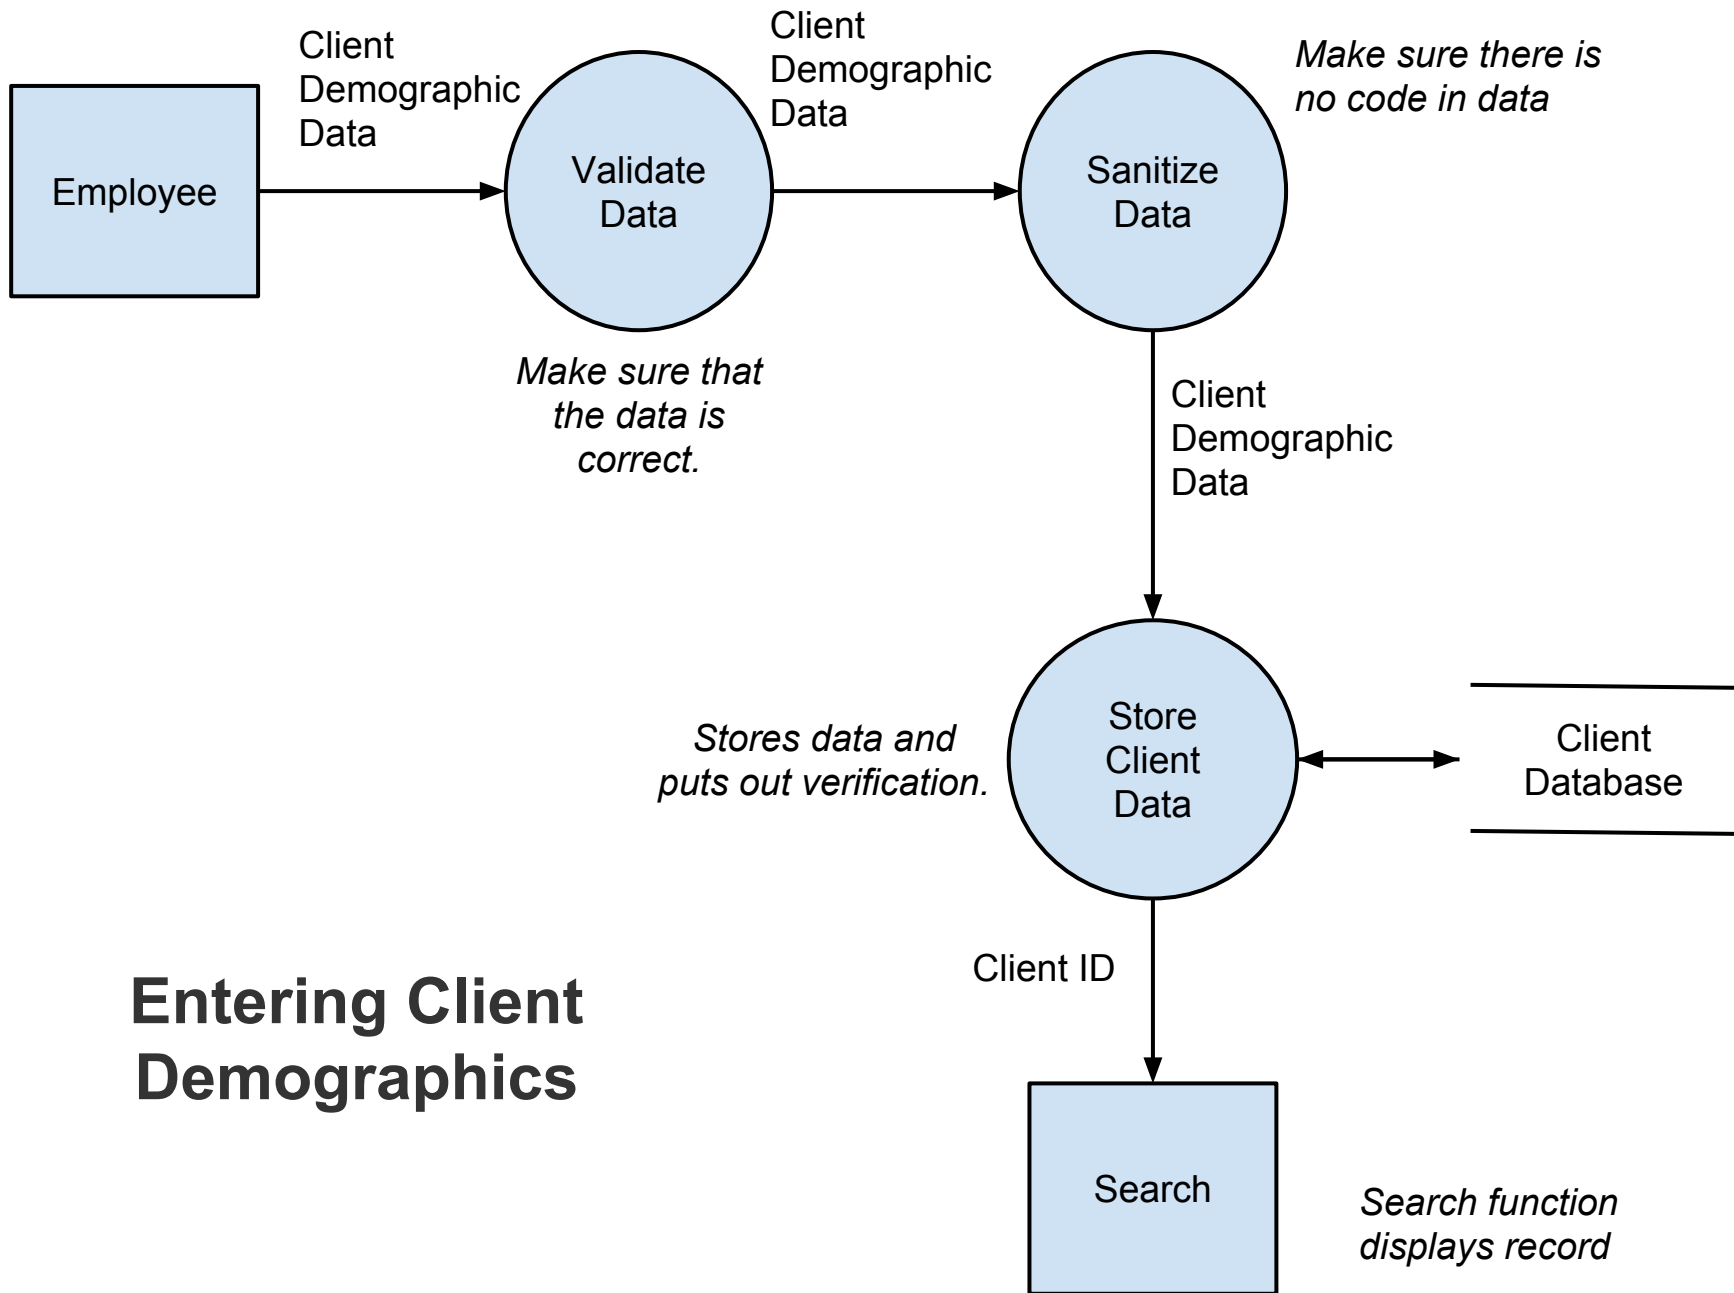 Client
Demographic
Data
Client
Demographic
Data
Make sure there is
no code in data
Employee
Validate
Data
Sanitize
Data
Make sure that
the data is
correct.
Client
Demographic
Data
Stores data and
puts out verification.
Store
Client
Data
Client
Database
Client ID
Entering Client
Demographics
Search
Search function
displays record